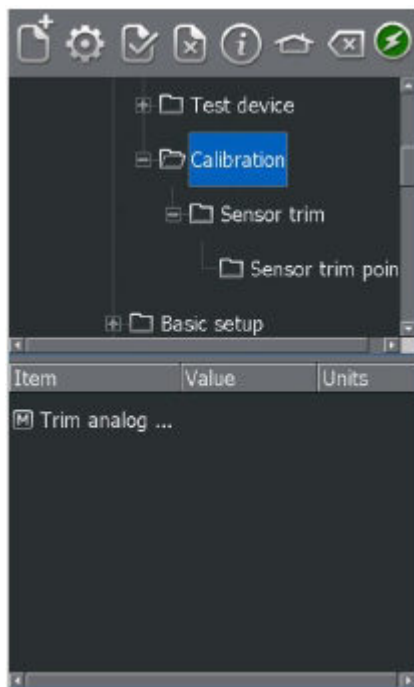 Test device
Calibration
Sensor trim
Sensor trim poin
Basic setup
Item Value Units
M Trim analog ...